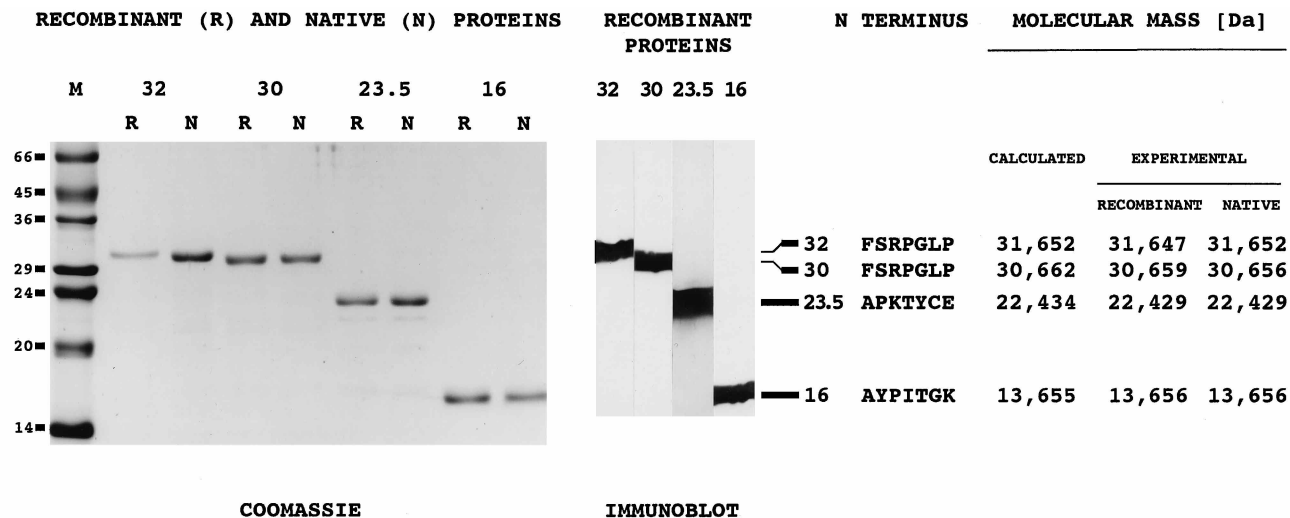 RECOMBINANT (R) AND NATIVE (N) PROTEINS
M 32 30 23.5 16
R N R N R N R N
66
45
36
29
24
20
14
COOMASSIE
RECOMBINANT
PROTEINS
32 30 23.5 16
IMMUNOBLOT
N TERMINUS MOLECULAR MASS [Da]
CALCULATED EXPERIMENTAL
RECOMBINANT NATIVE
32 FSRPGLP 31,652 31,647 31,652
30 FSRPGLP 30,662 30,659 30,656
23.5 APKTYCE 22,434 22,429 22,429
16 AYPITGK 13,655 13,656 13,656